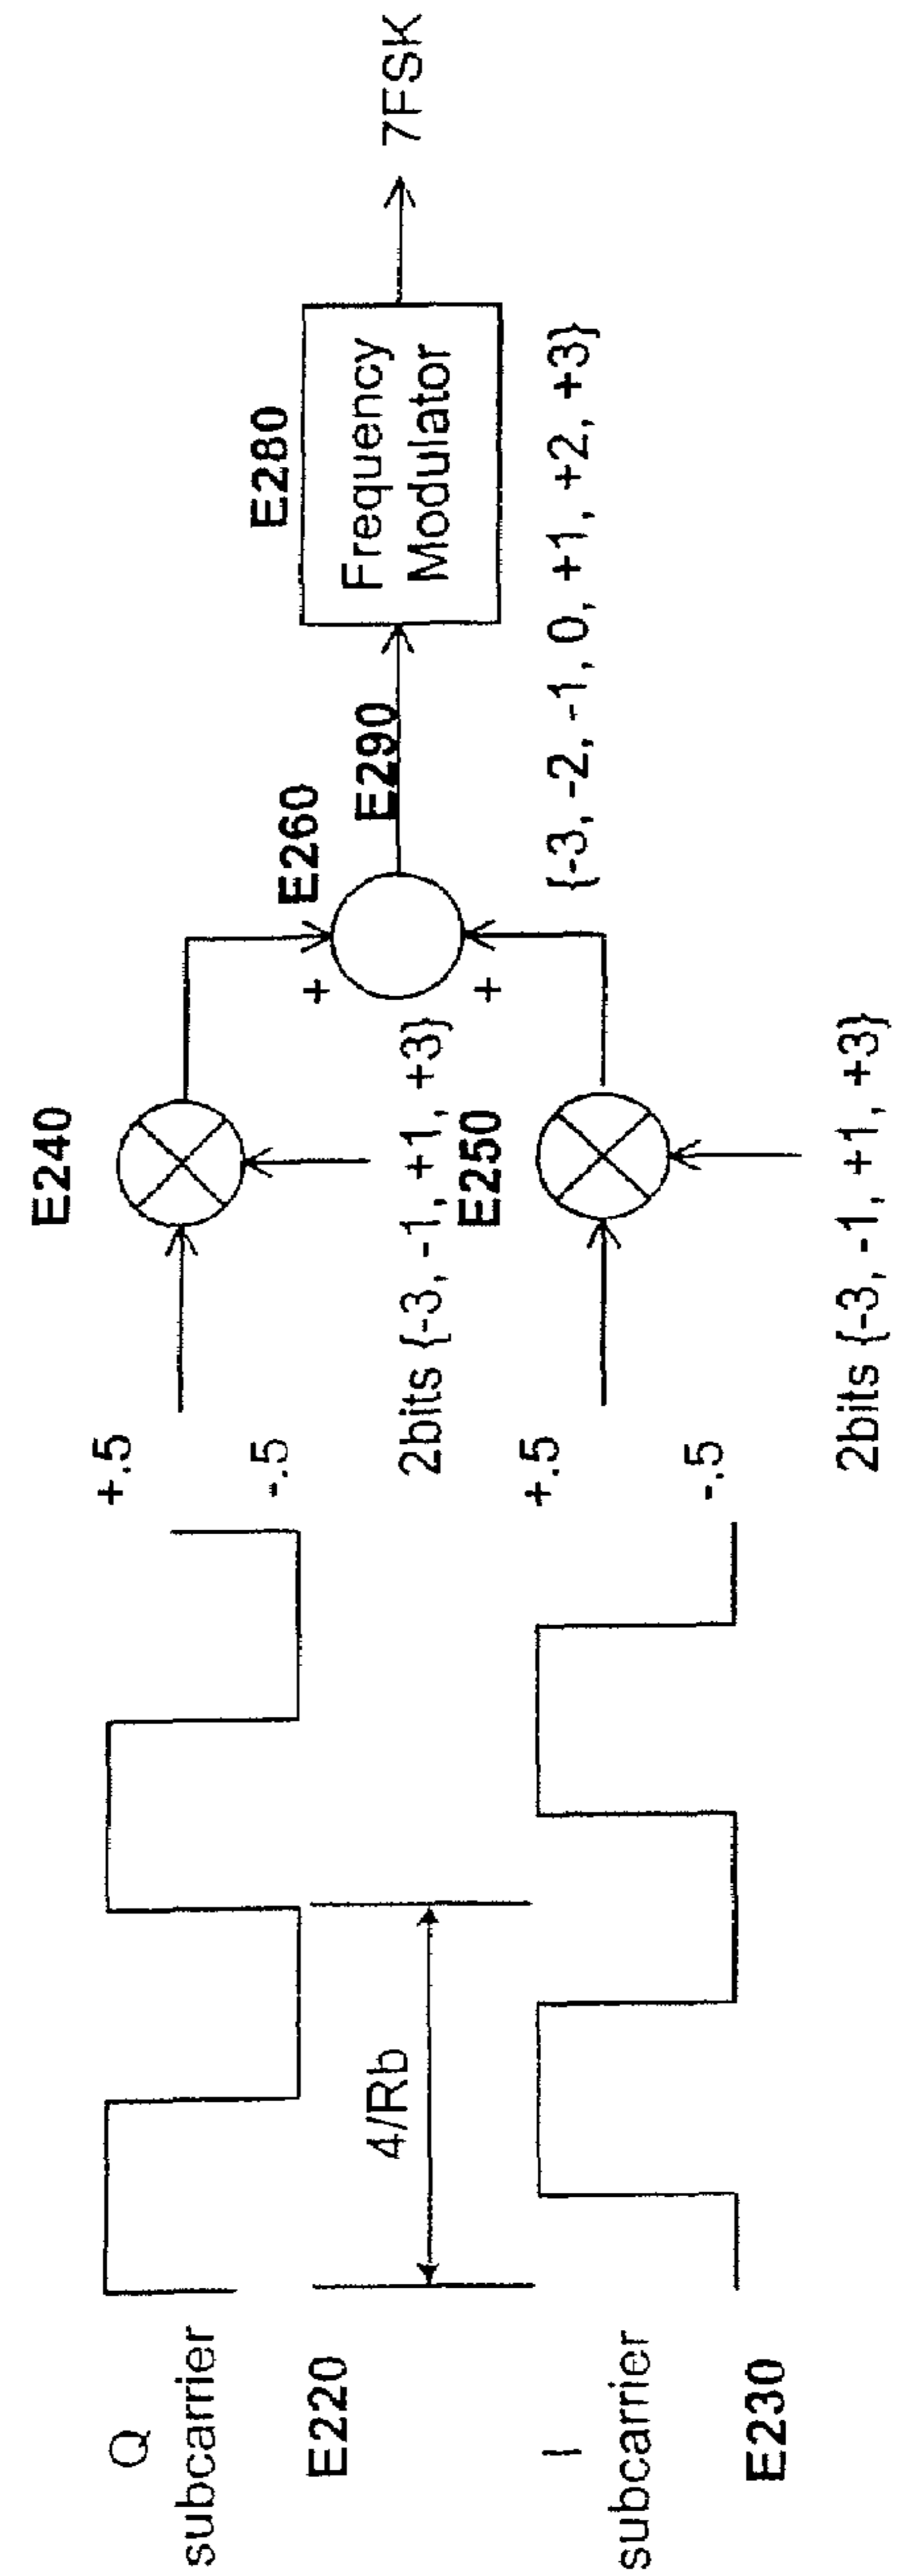 Q
subcarrier
E220
I
subcarrier
E230
4/Rb
+.5
-.5
+.5
-.5
E240
2bits {-3, -1, +1, +3}
E250
2bits {-3, -1, +1, +3}
+
+
E260
E290
{-3, -2, -1, 0, +1, +2, +3}
E280
Frequency
Modulator
7FSK